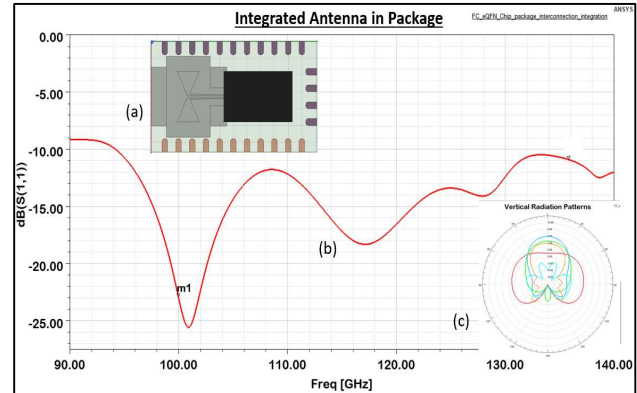 ANSYS
Integrated Antenna in Package
FC_eQFN_Chip_package_interconnection_integration
0.00
-5.00
-10.00
-15.00
-20.00
-25.00
dB(S(1,1))
(a)
(b)
m1
Vertical Radiation Patterns
(c)
90.00
100.00
110.00
120.00
130.00
140.00
Freq [GHz]